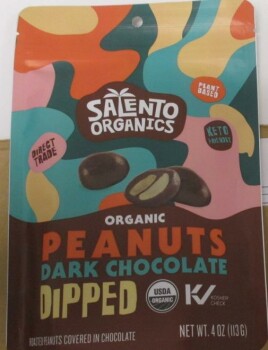 SALENTO
ORGANICS
PLANT
BASED
KETO
FRIENDLY
DIRECT
TRADE
ORGANIC
PEANUTS
DARK CHOCOLATE
DIPPED
USDA
ORGANIC
KOSHER
CHECK
ROASTED PEANUTS COVERED IN CHOCOLATE
NET WT. 4 OZ (113 G)